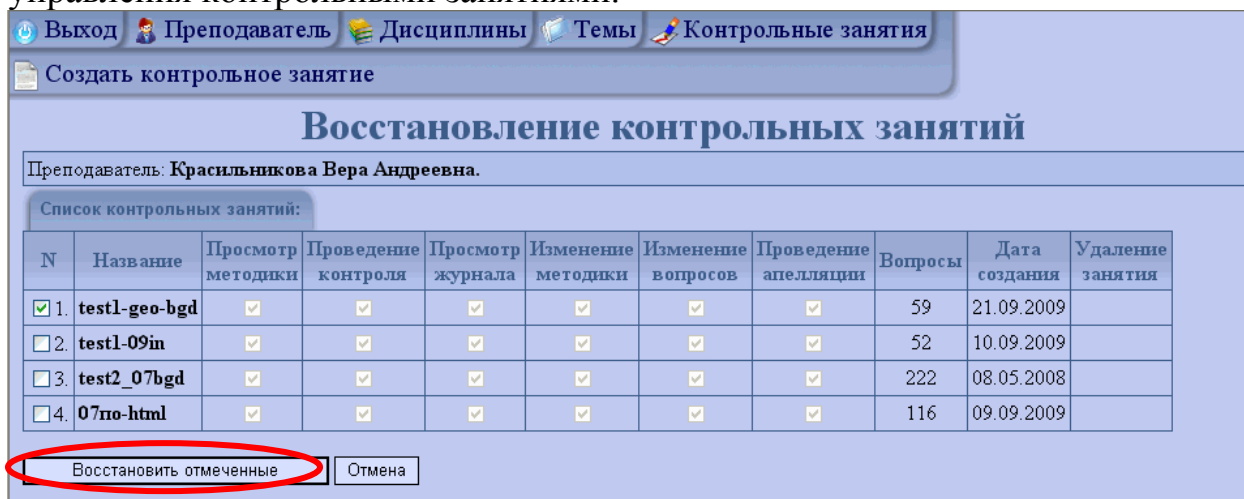 управления контрольными занятиями.
Выход Преподаватель Дисциплины Темы Контрольные занятия
Создать контрольное занятие
Восстановление контрольных занятий
Преподаватель: Красильникова Вера Андреевна.
Список контрольных занятий:
N Название Просмотр методики Проведение контроля Просмотр журнала Изменение методики Изменение вопросов Проведение апелляции Вопросы Дата создания Удаление занятия
1. test1-geo-bgd 59 21.09.2009
2. test1-09in 52 10.09.2009
3. test2_07bgd 222 08.05.2008
4. 07по-html 116 09.09.2009
Восстановить отмеченные Отмена